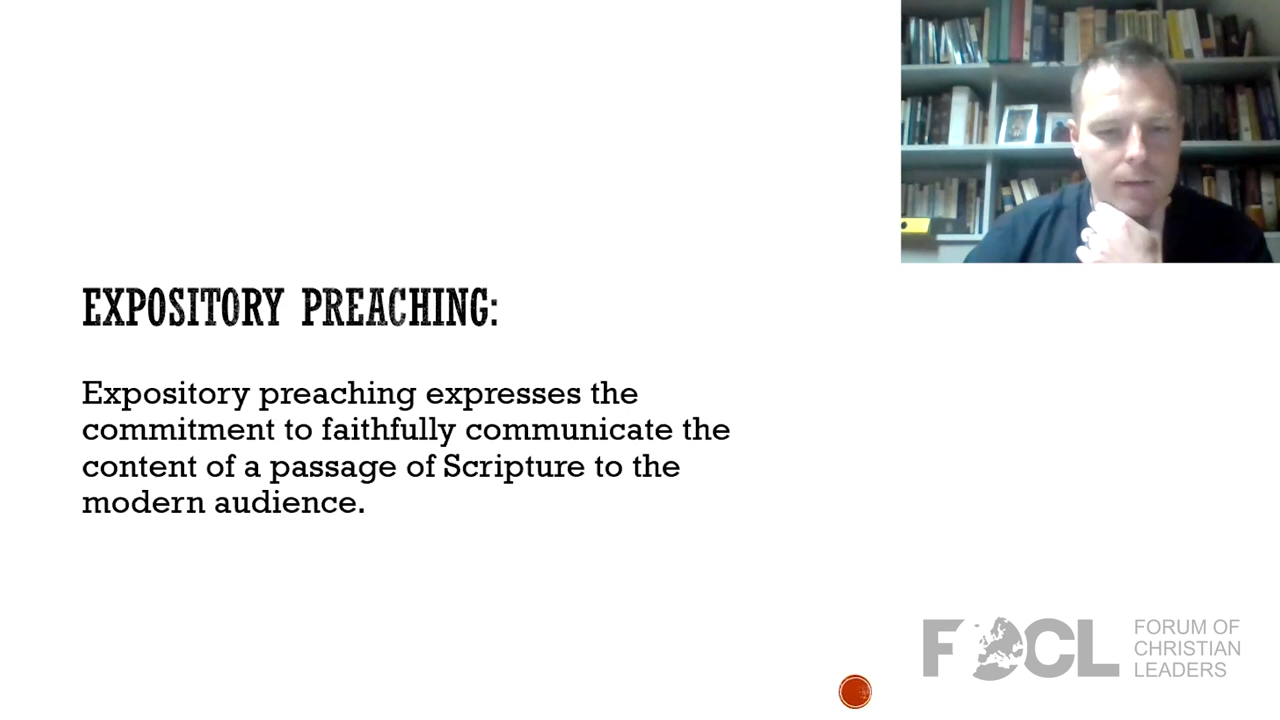 EXPOSITORY PREACHING:
Expository preaching expresses the
commitment to faithfully communicate the
content of a passage of Scripture to the
modern audience.
FOCL
FORUM OF
CHRISTIAN
LEADERS